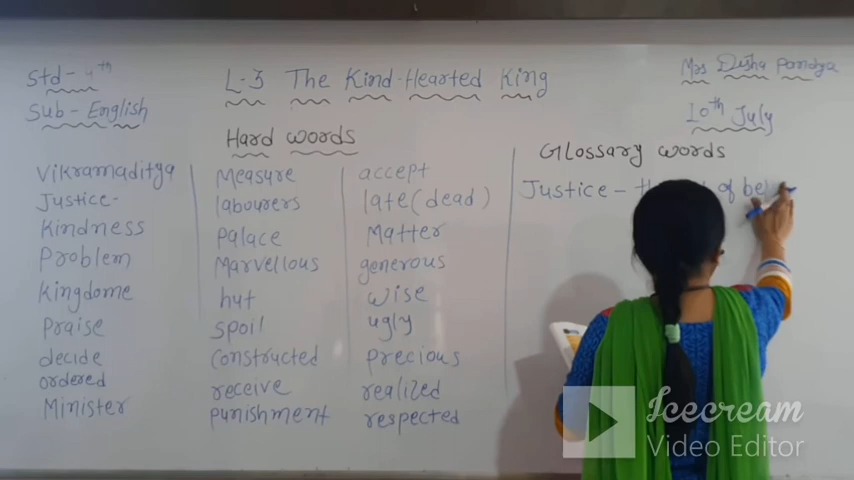 Std- 4th
Sub- English
L-3 The Kind-Hearted King
Mrs Disha Pandya
10th July
Hard words
Vikramaditya
Justice-
Kindness
Problem
Kingdome
Praise
decide
ordered
Minister
Measure
labourers
Palace
Marvellous
hut
spoil
Constructed
receive
punishment
accept
late (dead)
Matter
generous
wise
ugly
Precious
realized
respected
Glossary words
Justice - of
Icecream
Video Editor